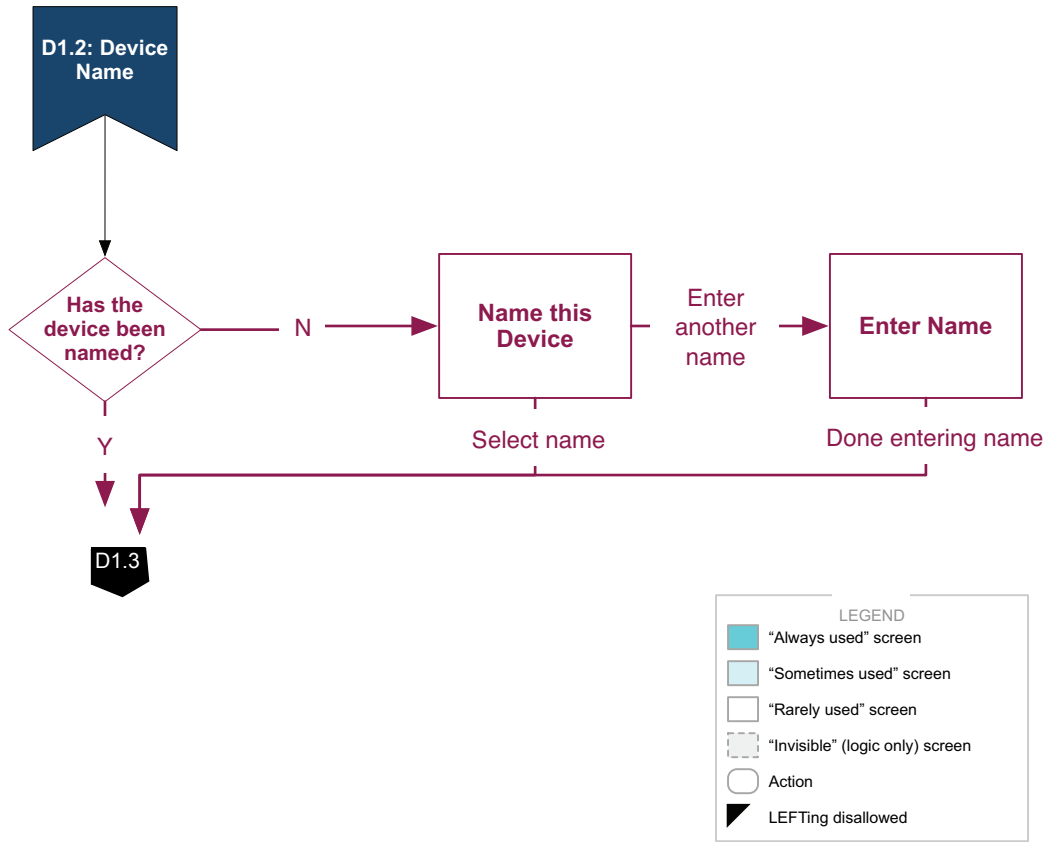 D1.2: Device
Name
Has the
device been
named?
N
Name this
Device
Enter
another
name
Enter Name
Y
Select name
Done entering name
D1.3
LEGEND
“Always used” screen
“Sometimes used” screen
“Rarely used” screen
“Invisible” (logic only) screen
Action
LEFTing disallowed